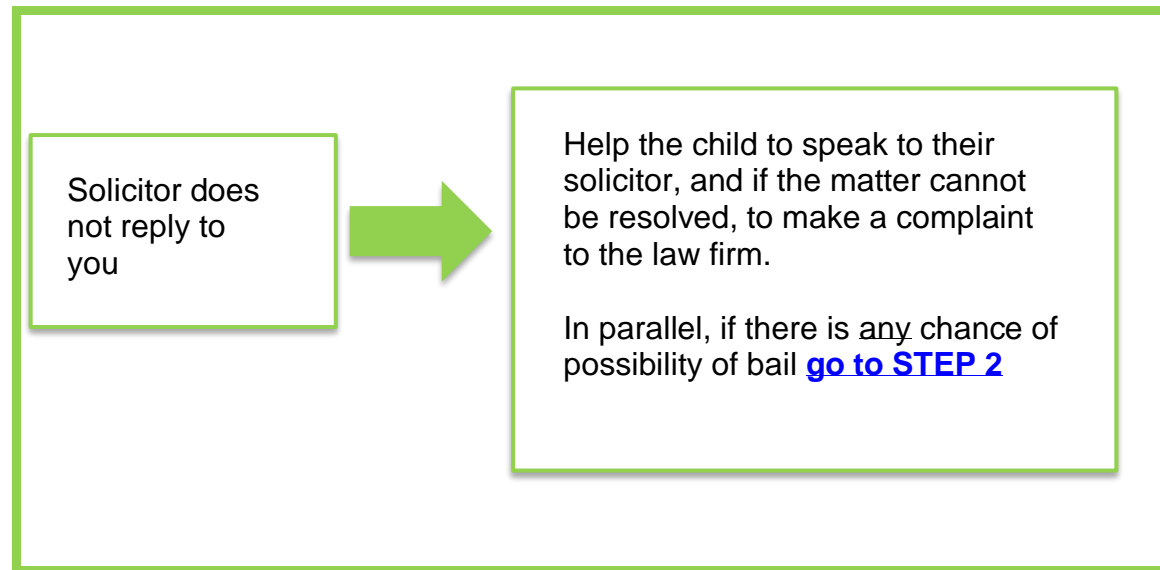 Solicitor does
not reply to
you
Help the child to speak to their
solicitor, and if the matter cannot
be resolved, to make a complaint
to the law firm.
In parallel, if there is any chance of
possibility of bail go to STEP 2